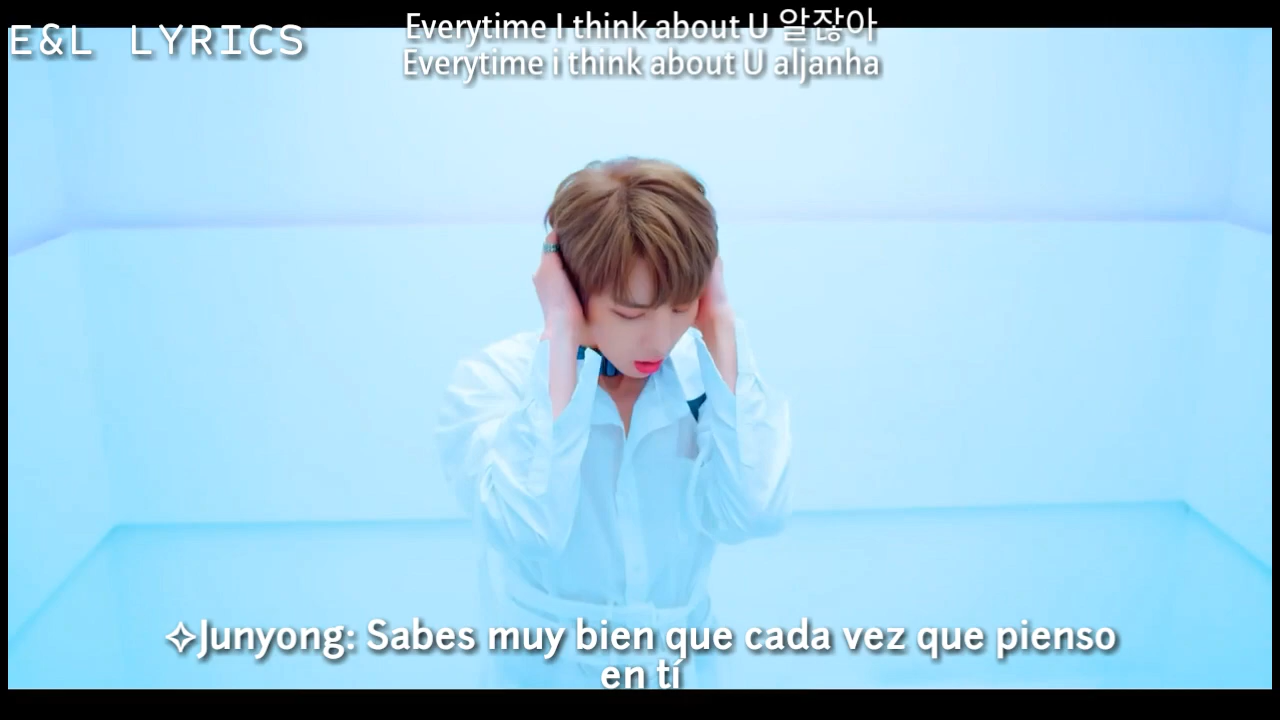 E&L LYRICS
Everytime I think about U 알잖아
Everytime i think about U aljanha
✧Junyong: Sabes muy bien que cada vez que pienso
en tí